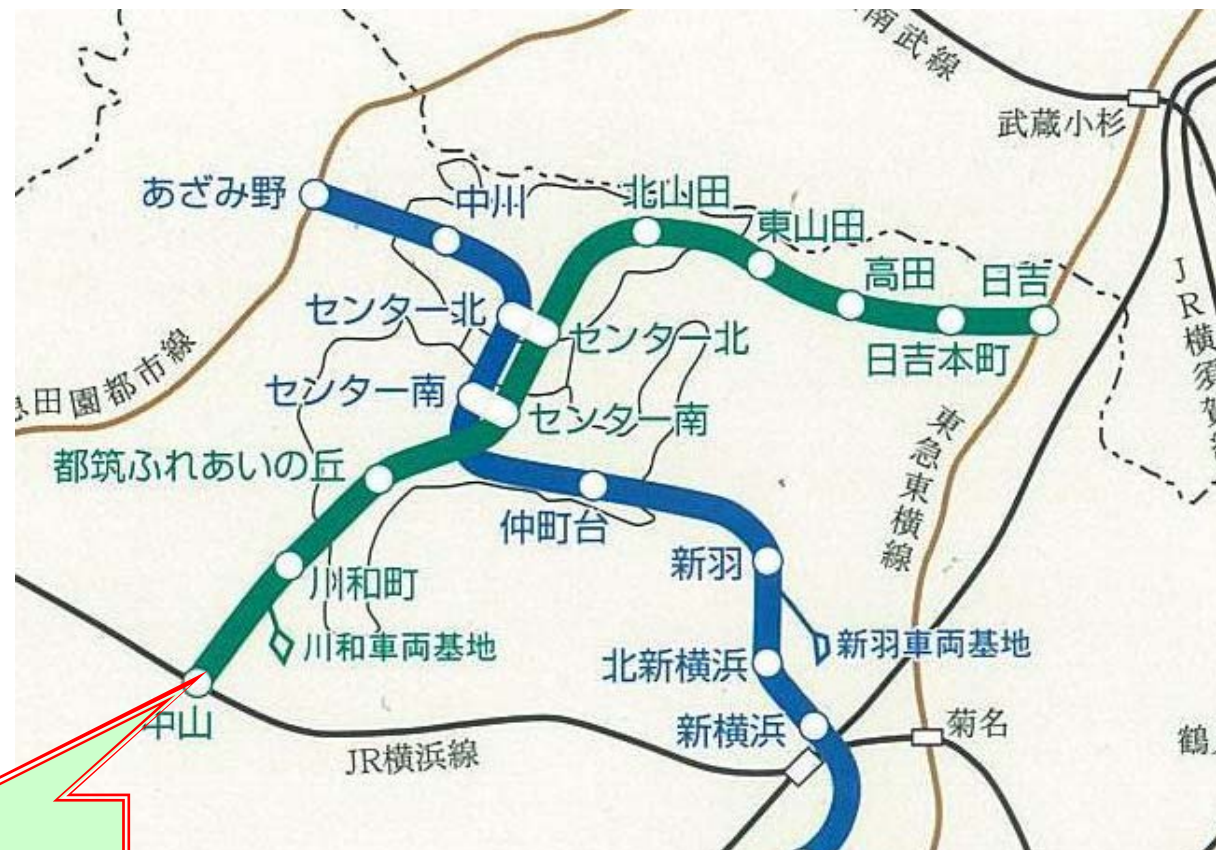 南武線
武蔵小杉
あざみ野
中川
北山田
東山田
高田
日吉
センター北
センター北
日吉本町
JR横須賀
田園都市線
センター南
センター南
東急東横線
都筑ふれあいの丘
仲町台
新羽
川和町
川和車両基地
新羽車両基地
北新横浜
中山
新横浜
菊名
JR横浜線
鶴